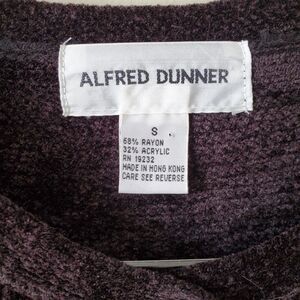 ALFRED DUNNER
S
68% RAYON
32% ACRYLIC
RN 19232
MADE IN HONG KONG
CARE SEE REVERSE